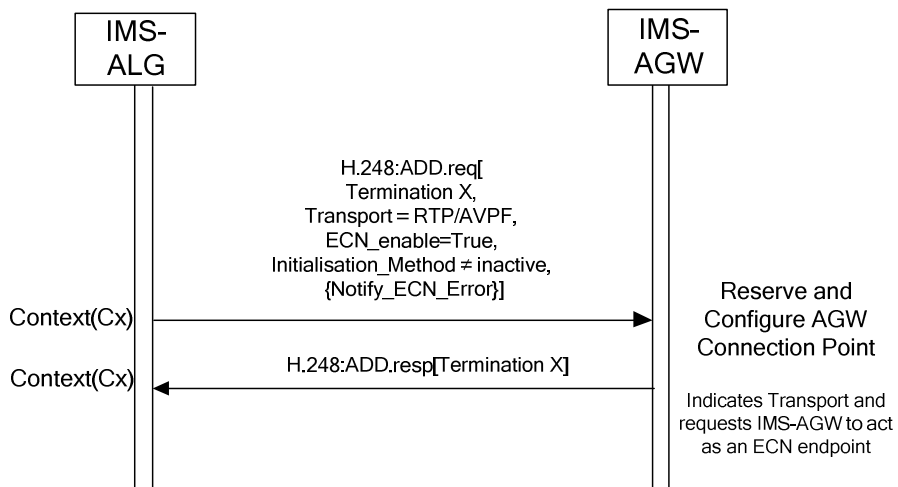 IMS-
ALG
IMS-
AGW
H.248:ADD.req[
Termination X,
Transport = RTP/AVPF,
ECN_enable=True,
Initialisation_Method ≠ inactive,
{Notify_ECN_Error}]
Context(Cx)
Reserve and
Configure AGW
Connection Point
H.248:ADD.resp[Termination X]
Context(Cx)
Indicates Transport and
requests IMS-AGW to act
as an ECN endpoint